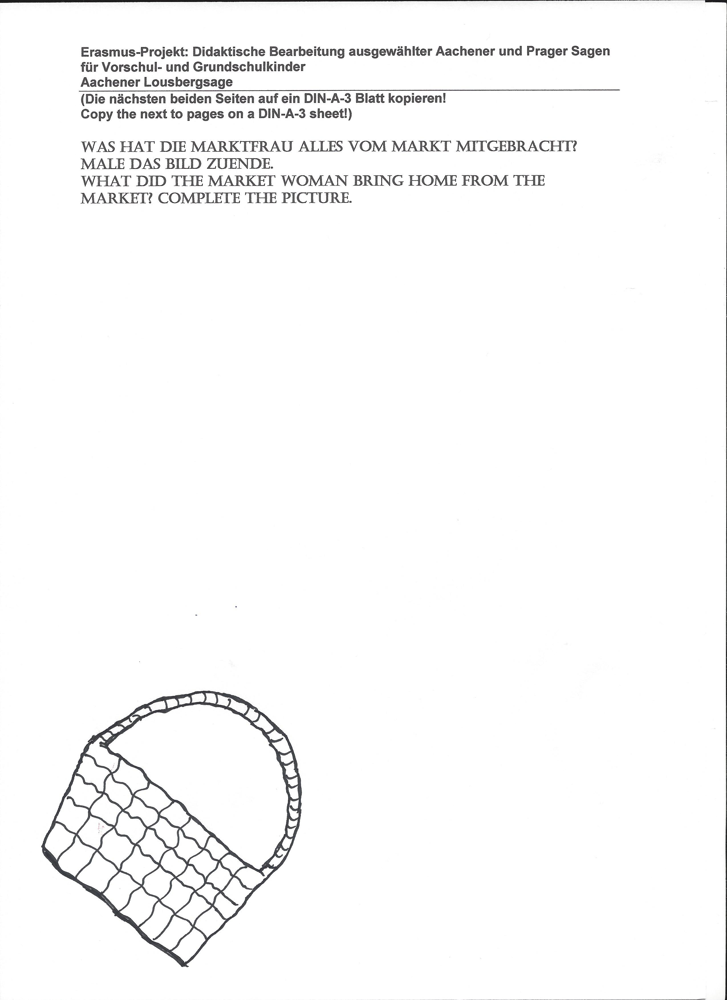 Erasmus-Projekt: Didaktische Bearbeitung ausgewählter Aachener und Prager Sagen
für Vorschul- und Grundschulkinder
Aachener Lousbergsage
(Die nächsten beiden Seiten auf ein DIN-A-3 Blatt kopieren!
Copy the next to pages on a DIN-A-3 sheet!)
WAS HAT DIE MARKTFRAU ALLES VOM MARKT MITGEBRACHT?
MALE DAS BILD ZUENDE.
WHAT DID THE MARKET WOMAN BRING HOME FROM THE
MARKET? COMPLETE THE PICTURE.